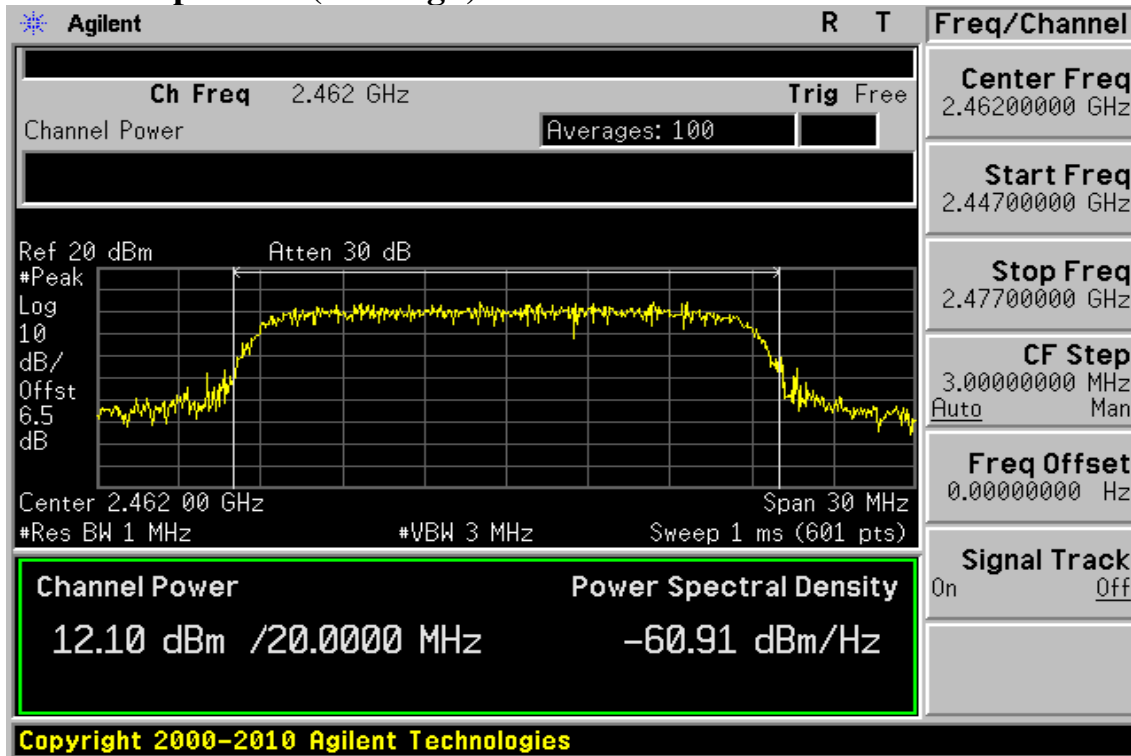 Agilent R T
Ch Freq 2.462 GHz Trig Free
Channel Power Averages: 100
Ref 20 dBm Atten 30 dB
#Peak
Log
10
dB/
Offst
6.5
dB
Center 2.462 00 GHz Span 30 MHz
#Res BW 1 MHz #VBW 3 MHz Sweep 1 ms (601 pts)
Channel Power Power Spectral Density
12.10 dBm /20.0000 MHz -60.91 dBm/Hz
Copyright 2000-2010 Agilent Technologies
Freq/Channel
Center Freq
2.46200000 GHz
Start Freq
2.44700000 GHz
Stop Freq
2.47700000 GHz
CF Step
3.00000000 MHz
Auto Man
Freq Offset
0.00000000 Hz
Signal Track
On Off